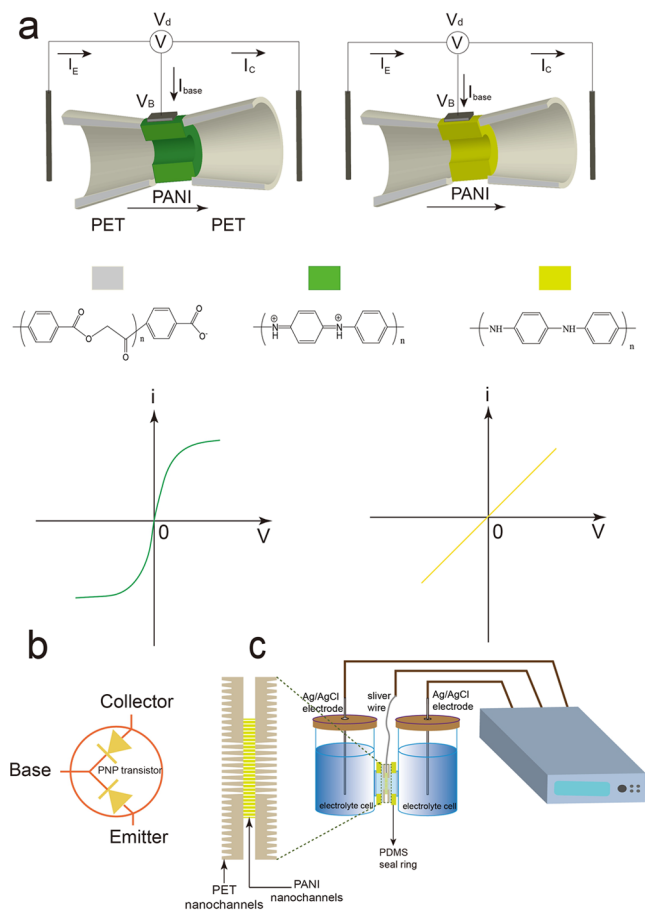 a
V_d
V
I_E
I_C
I_base
V_B
PANI
PET
PET
V_d
V
I_E
I_C
I_base
V_B
PANI
O
O
O
n
O
O⁻
⊕
N
H
⊕
N
H
n
NH
NH
n
i
0
V
i
0
V
b
Collector
Base
PNP transistor
Emitter
c
PET
nanochannels
PANI
nanochannels
Ag/AgCl
electrode
sliver
wire
Ag/AgCl
electrode
electrolyte cell
electrolyte cell
PDMS
seal ring